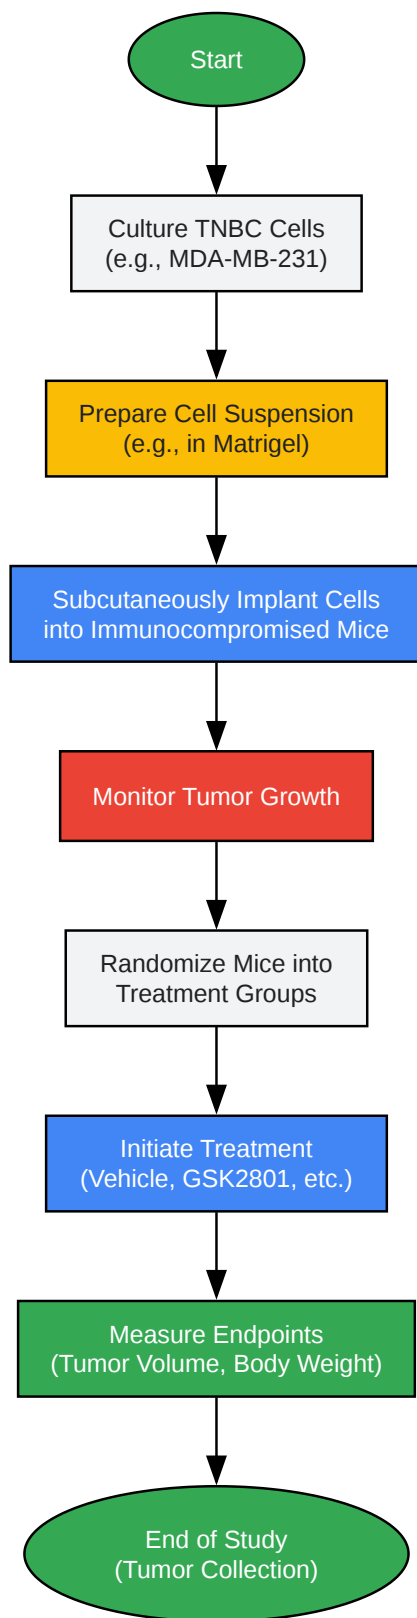 Start
Culture TNBC Cells
(e.g., MDA-MB-231)
Prepare Cell Suspension
(e.g., in Matrigel)
Subcutaneously Implant Cells
into Immunocompromised Mice
Monitor Tumor Growth
Randomize Mice into
Treatment Groups
Initiate Treatment
(Vehicle, GSK2801, etc.)
Measure Endpoints
(Tumor Volume, Body Weight)
End of Study
(Tumor Collection)